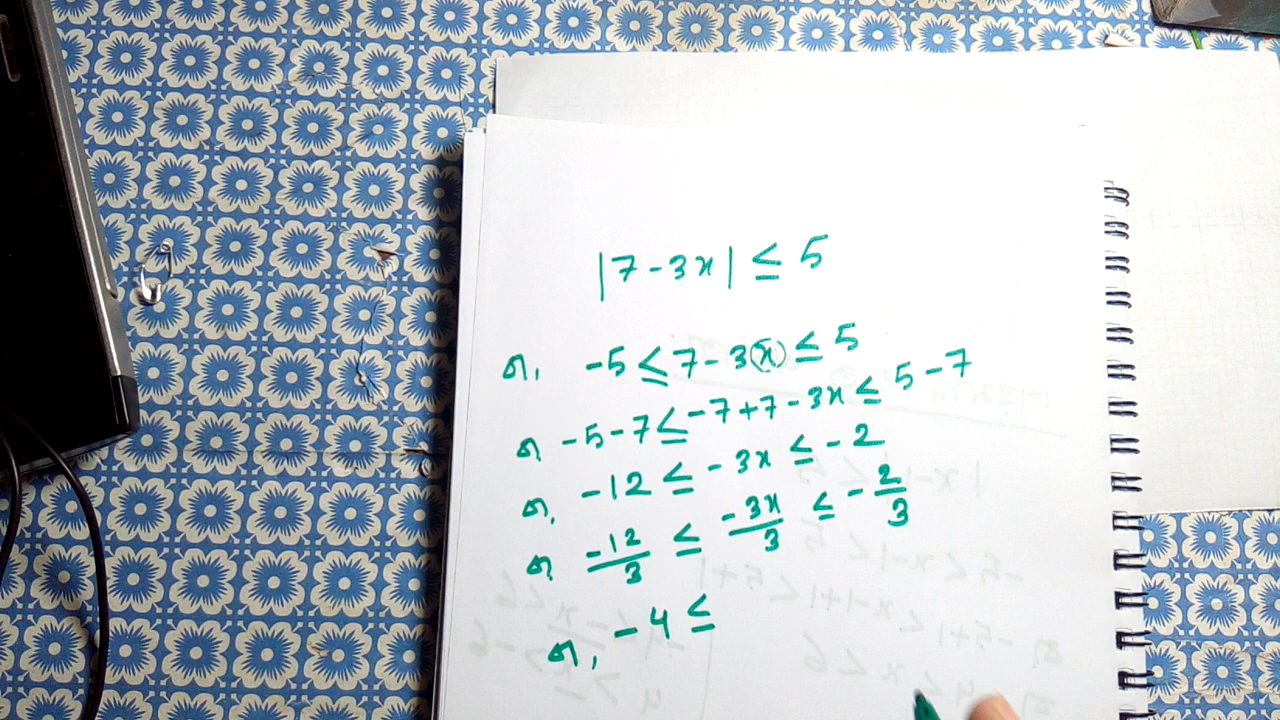 |7-3x| ≤ 5
বা, -5 ≤ 7-3x ≤ 5
বা -5-7 ≤ -7+7-3x ≤ 5-7
বা, -12 ≤ -3x ≤ -2
বা -12/3 ≤ -3x/3 ≤ -2/3
বা, -4 ≤